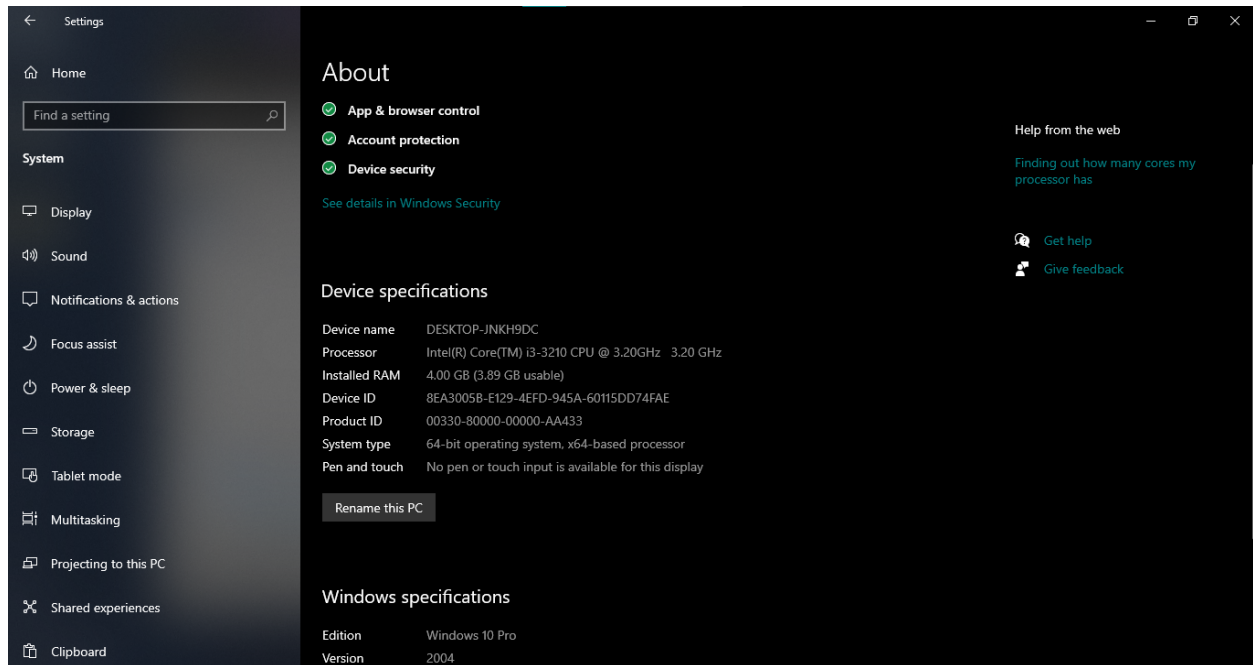 Settings
Home
Find a setting
System
Display
Sound
Notifications & actions
Focus assist
Power & sleep
Storage
Tablet mode
Multitasking
Projecting to this PC
Shared experiences
Clipboard
About
App & browser control
Account protection
Device security
See details in Windows Security
Device specifications
Device name DESKTOP-JNKH9DC
Processor Intel(R) Core(TM) i3-3210 CPU @ 3.20GHz 3.20 GHz
Installed RAM 4.00 GB (3.89 GB usable)
Device ID 8EA3005B-E129-4EFD-945A-60115DD74FAE
Product ID 00330-80000-00000-AA433
System type 64-bit operating system, x64-based processor
Pen and touch No pen or touch input is available for this display
Rename this PC
Windows specifications
Edition Windows 10 Pro
Version 2004
Help from the web
Finding out how many cores my
processor has
Get help
Give feedback